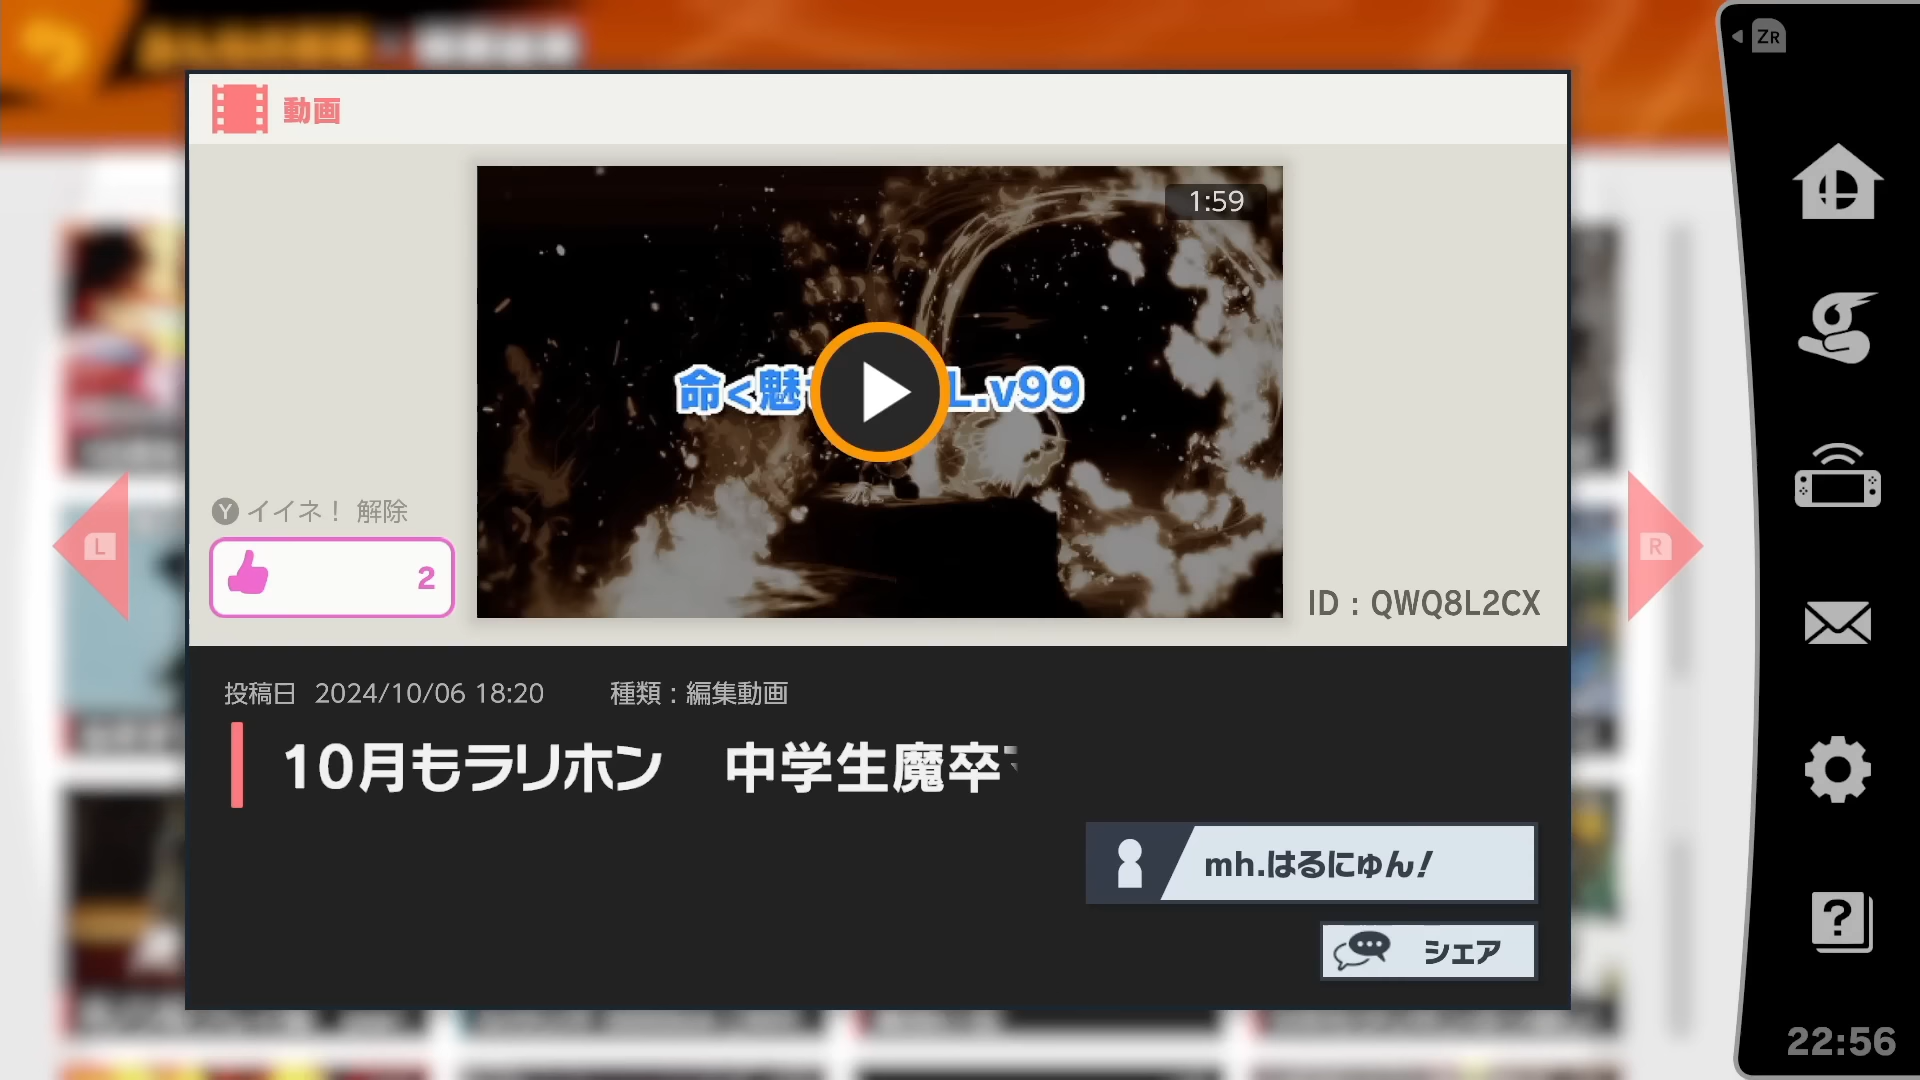 ZR
動画
1:59
命<魅 L.v99
Y イイネ！ 解除
2
L
R
ID : QWQ8L2CX
投稿日 2024/10/06 18:20 種類 : 編集動画
10月もラリホン 中学生魔卒
mh.はるにゅん!
シェア
22:56